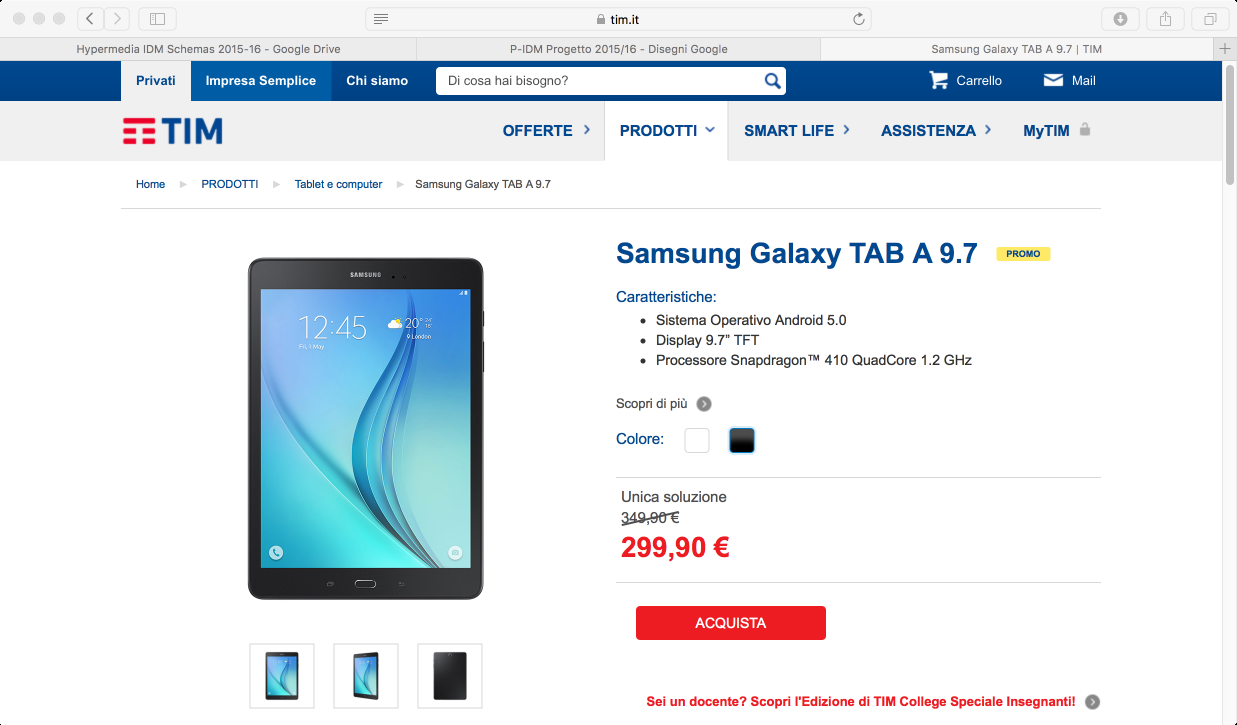 tim.it
Hypermedia IDM Schemas 2015-16 - Google Drive
P-IDM Progetto 2015/16 - Disegni Google
Samsung Galaxy TAB A 9.7 | TIM
Privati
Impresa Semplice
Chi siamo
Di cosa hai bisogno?
Carrello
Mail
TIM
OFFERTE
PRODOTTI
SMART LIFE
ASSISTENZA
MyTIM
Home
PRODOTTI
Tablet e computer
Samsung Galaxy TAB A 9.7
Samsung Galaxy TAB A 9.7
PROMO
SAMSUNG
12:45
Fri, 1 May
20°
London
Caratteristiche:
Sistema Operativo Android 5.0
Display 9.7” TFT
Processore Snapdragon™ 410 QuadCore 1.2 GHz
Scopri di più
Colore:
Unica soluzione
349,90 €
299,90 €
ACQUISTA
Sei un docente? Scopri l'Edizione di TIM College Speciale Insegnanti!